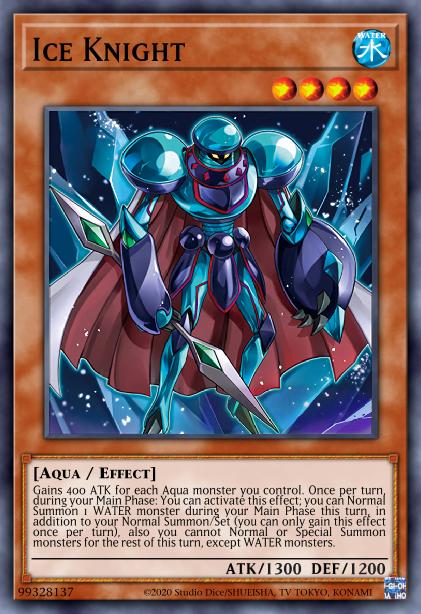 ICE KNIGHT
WATER
水
[AQUA / EFFECT]
Gains 400 ATK for each Aqua monster you control. Once per turn,
during your Main Phase: You can activate this effect; you can Normal
Summon 1 WATER monster during your Main Phase this turn, in
addition to your Normal Summon/Set (you can only gain this effect
once per turn), also you cannot Normal or Special Summon
monsters for the rest of this turn, except WATER monsters.
ATK/1300 DEF/1200
99328137
©2020 Studio Dice/SHUEISHA, TV TOKYO, KONAMI